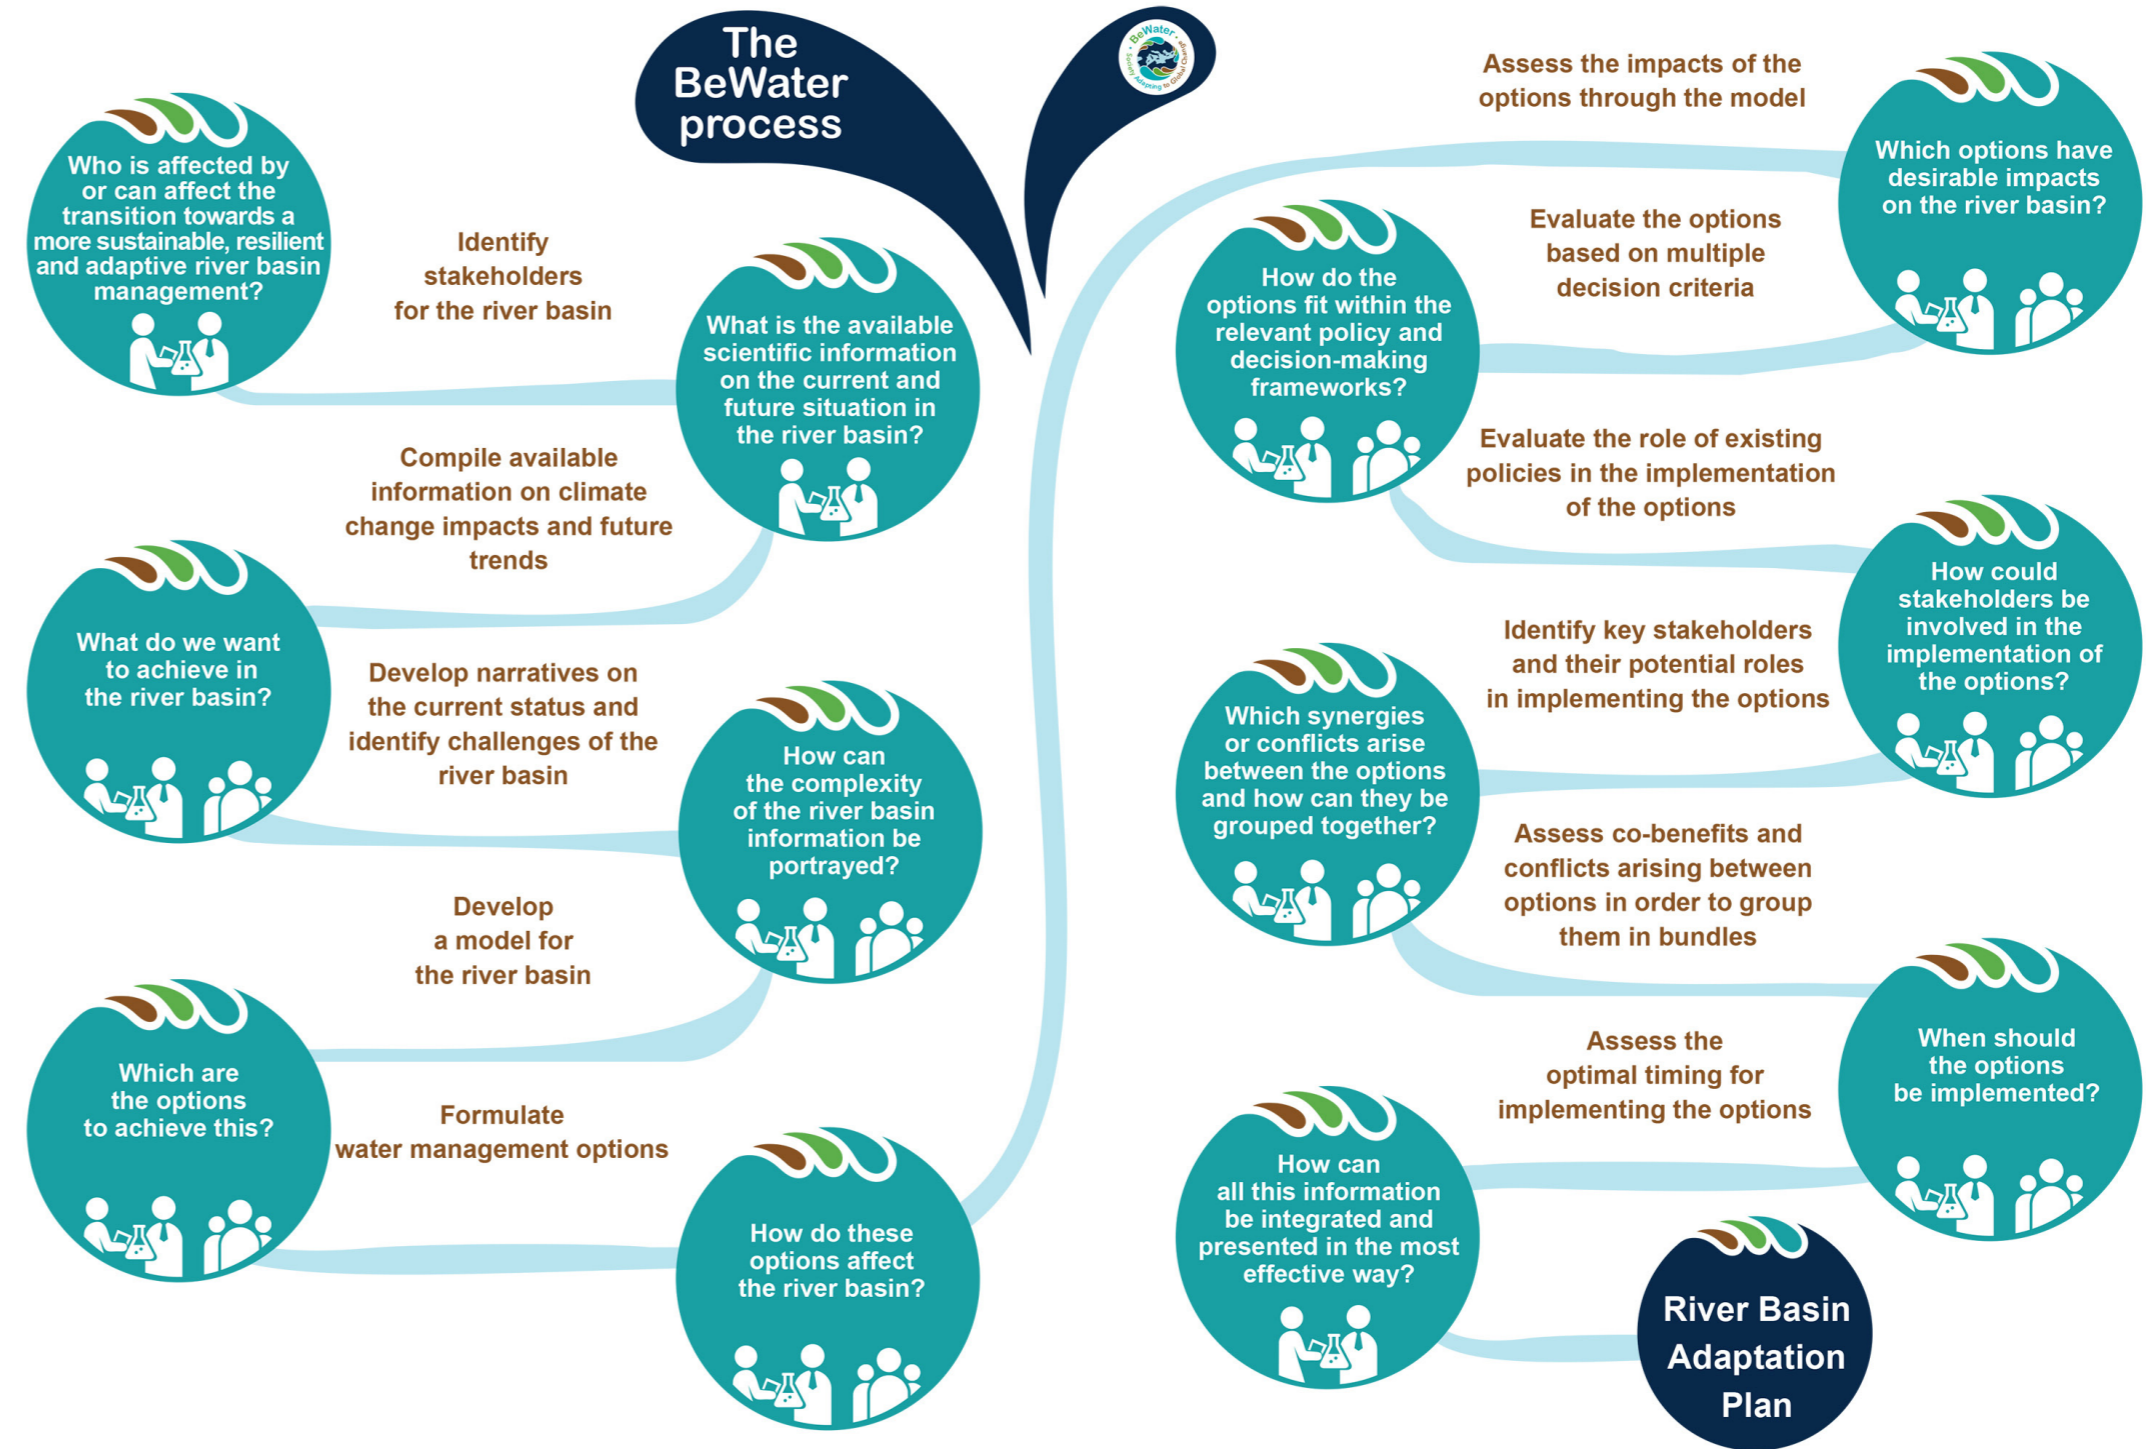 The
BeWater
process
BeWater
Society Adapting to Global Change
Who is affected by
or can affect the
transition towards a
more sustainable, resilient
and adaptive river basin
management?
Identify
stakeholders
for the river basin
What is the available
scientific information
on the current and
future situation in
the river basin?
Compile available
information on climate
change impacts and future
trends
What do we want
to achieve in
the river basin?
Develop narratives on
the current status and
identify challenges of the
river basin
How can
the complexity
of the river basin
information be
portrayed?
Develop
a model for
the river basin
Which are
the options
to achieve this?
Formulate
water management options
How do these
options affect
the river basin?
Assess the impacts of the
options through the model
Which options have
desirable impacts
on the river basin?
Evaluate the options
based on multiple
decision criteria
How do the
options fit within the
relevant policy and
decision-making
frameworks?
Evaluate the role of existing
policies in the implementation
of the options
How could
stakeholders be
involved in the
implementation of
the options?
Identify key stakeholders
and their potential roles
in implementing the options
Which synergies
or conflicts arise
between the options
and how can they be
grouped together?
Assess co-benefits and
conflicts arising between
options in order to group
them in bundles
When should
the options
be implemented?
Assess the
optimal timing for
implementing the options
How can
all this information
be integrated and
presented in the most
effective way?
River Basin
Adaptation
Plan